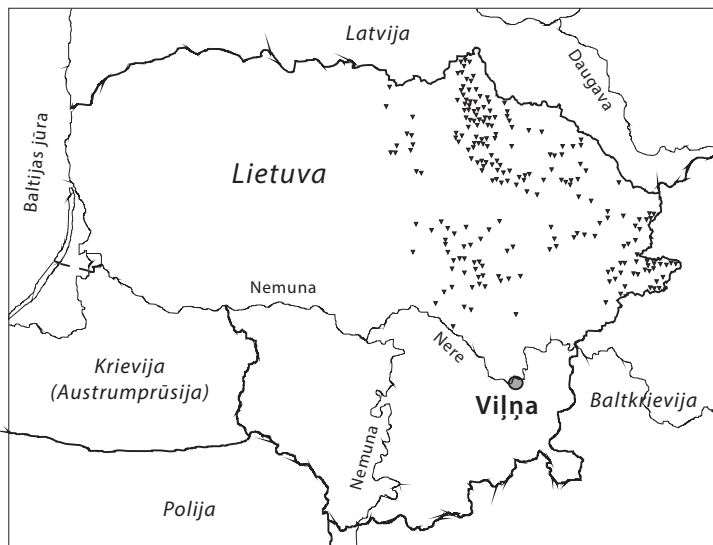 Latvija
Daugava
Baltijas jūra
Lietuva
Nemuna
Nere
Krievija
(Austrumprūsija)
Viļņa
Baltkrievija
Nemuna
Polija